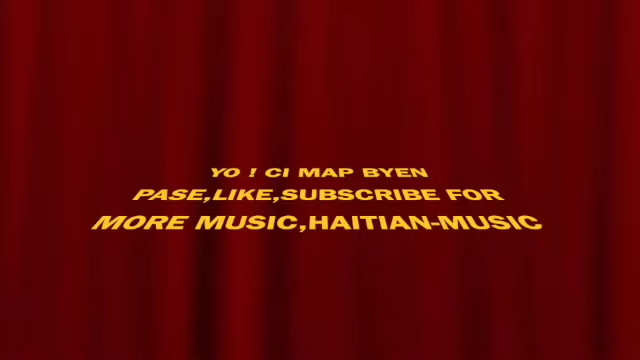 YO ! CI MAP BYEN
PASE,LIKE,SUBSCRIBE FOR
MORE MUSIC,HAITIAN-MUSIC